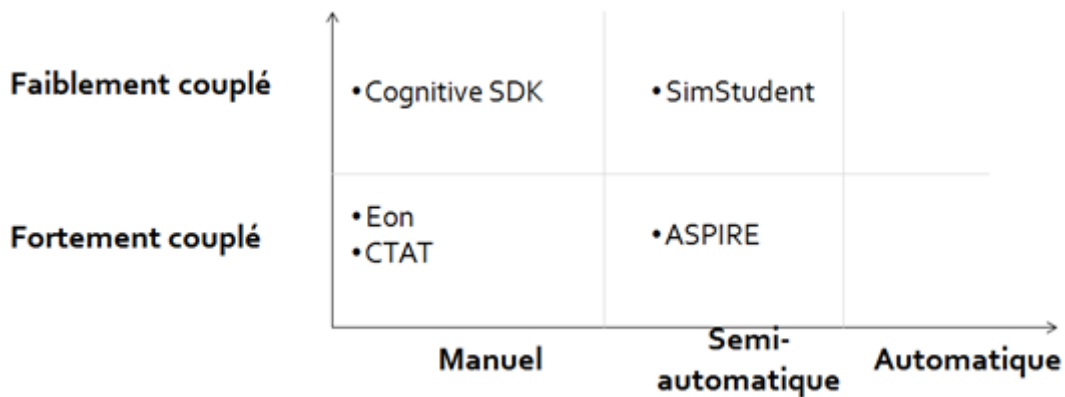 Faiblement couplé
•Cognitive SDK
•SimStudent
Fortement couplé
•Eon
•CTAT
•ASPIRE
Manuel
Semi-
automatique
Automatique